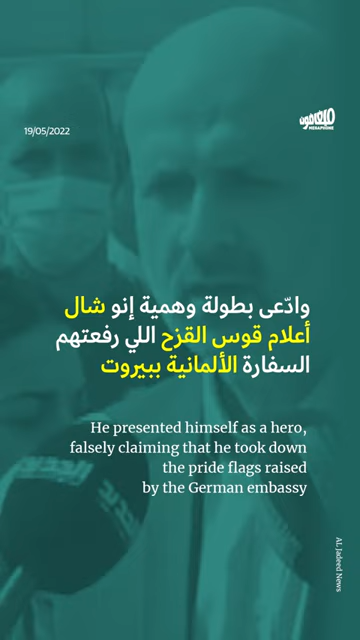 19/05/2022
ميغافون
MEGAPHONE
وادّعى بطولة وهمية إنو شال
أعلام قوس القزح اللي رفعتهم
السفارة الألمانية ببيروت
He presented himself as a hero,
falsely claiming that he took down
the pride flags raised
by the German embassy
الجديد
AL Jadeed News